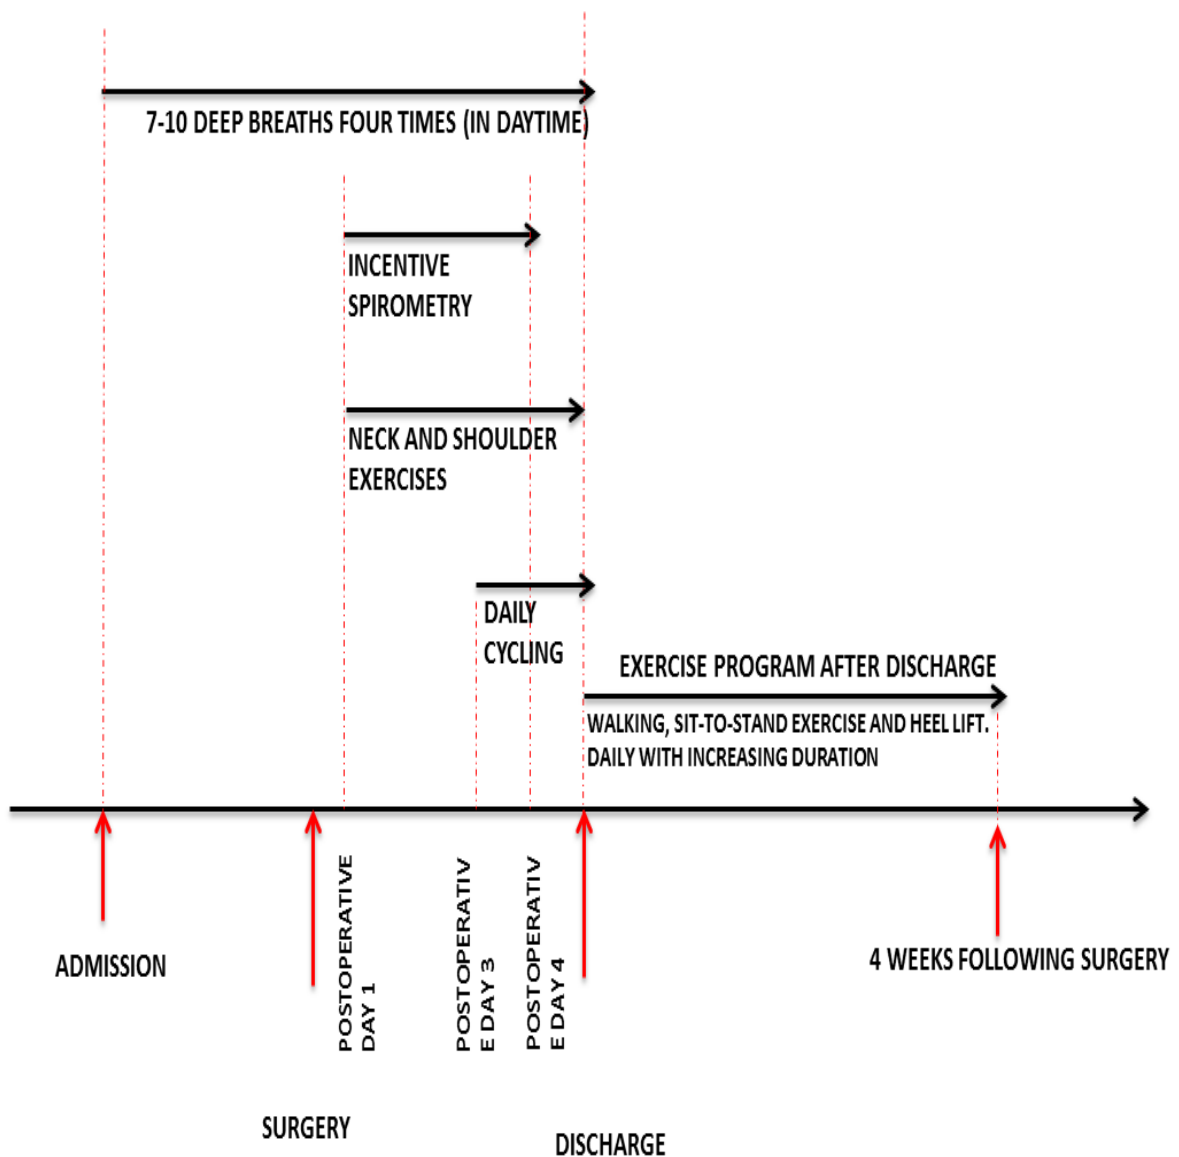 7-10 DEEP BREATHS FOUR TIMES (IN DAYTIME)
INCENTIVE
SPIROMETRY
NECK AND SHOULDER
EXERCISES
DAILY
CYCLING
EXERCISE PROGRAM AFTER DISCHARGE
WALKING, SIT-TO-STAND EXERCISE AND HEEL LIFT.
DAILY WITH INCREASING DURATION
ADMISSION
SURGERY
POSTOPERATIVE
DAY 1
POSTOPERATIV
E DAY 3
POSTOPERATIV
E DAY 4
DISCHARGE
4 WEEKS FOLLOWING SURGERY